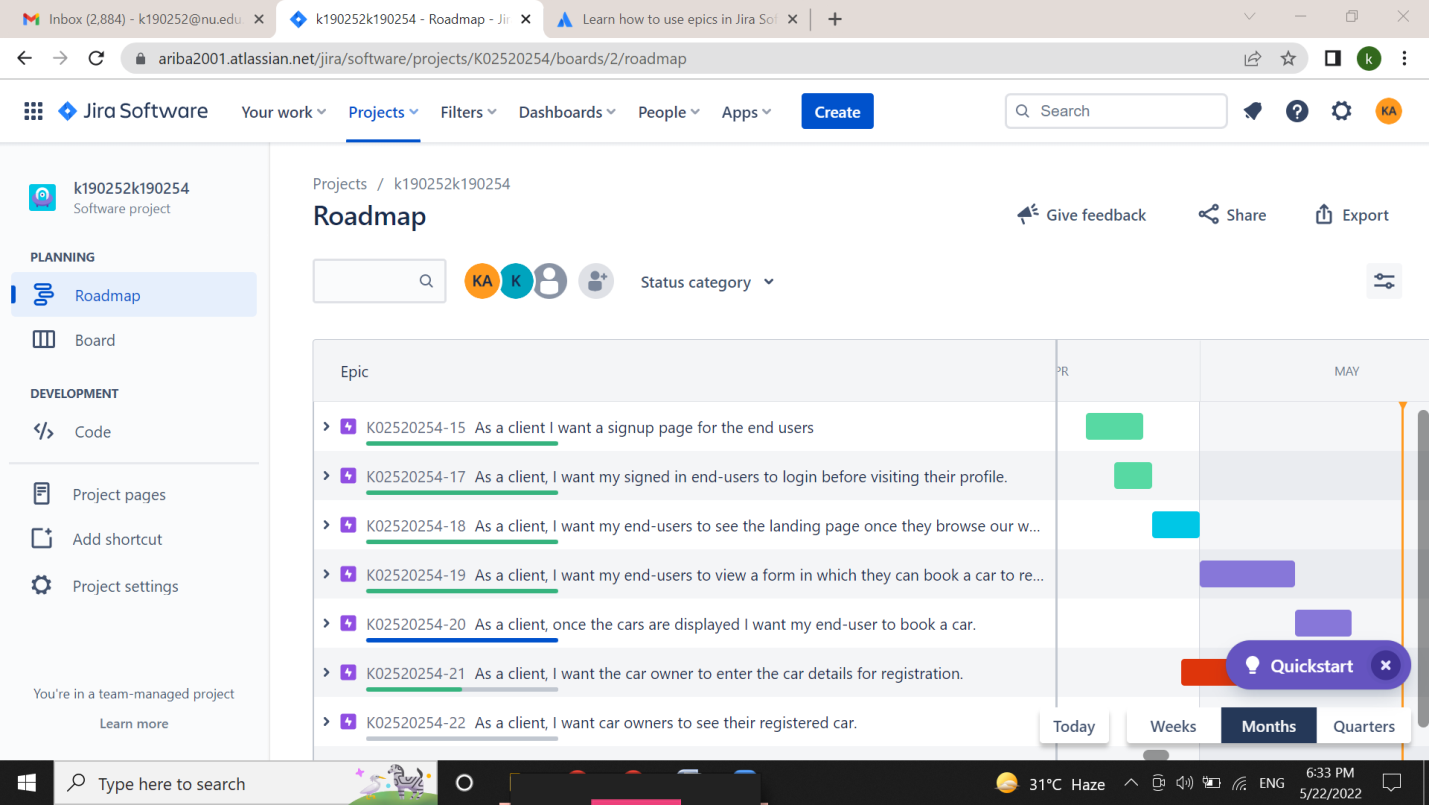 Inbox (2,884) - k190252@nu.edu.
k190252k190254 - Roadmap - Jir
Learn how to use epics in Jira Sof
ariba2001.atlassian.net/jira/software/projects/K02520254/boards/2/roadmap
k
Jira Software
Your work
Projects
Filters
Dashboards
People
Apps
Create
Search
KA
k190252k190254
Software project
PLANNING
Roadmap
Board
DEVELOPMENT
Code
Project pages
Add shortcut
Project settings
You're in a team-managed project
Learn more
Projects / k190252k190254
Roadmap
Give feedback
Share
Export
KA
K
Status category
Epic
PR
MAY
K02520254-15 As a client I want a signup page for the end users
K02520254-17 As a client, I want my signed in end-users to login before visiting their profile.
K02520254-18 As a client, I want my end-users to see the landing page once they browse our w...
K02520254-19 As a client, I want my end-users to view a form in which they can book a car to re...
K02520254-20 As a client, once the cars are displayed I want my end-user to book a car.
K02520254-21 As a client, I want the car owner to enter the car details for registration.
K02520254-22 As a client, I want car owners to see their registered car.
Quickstart
Today
Weeks
Months
Quarters
Type here to search
31°C Haze
ENG
6:33 PM
5/22/2022